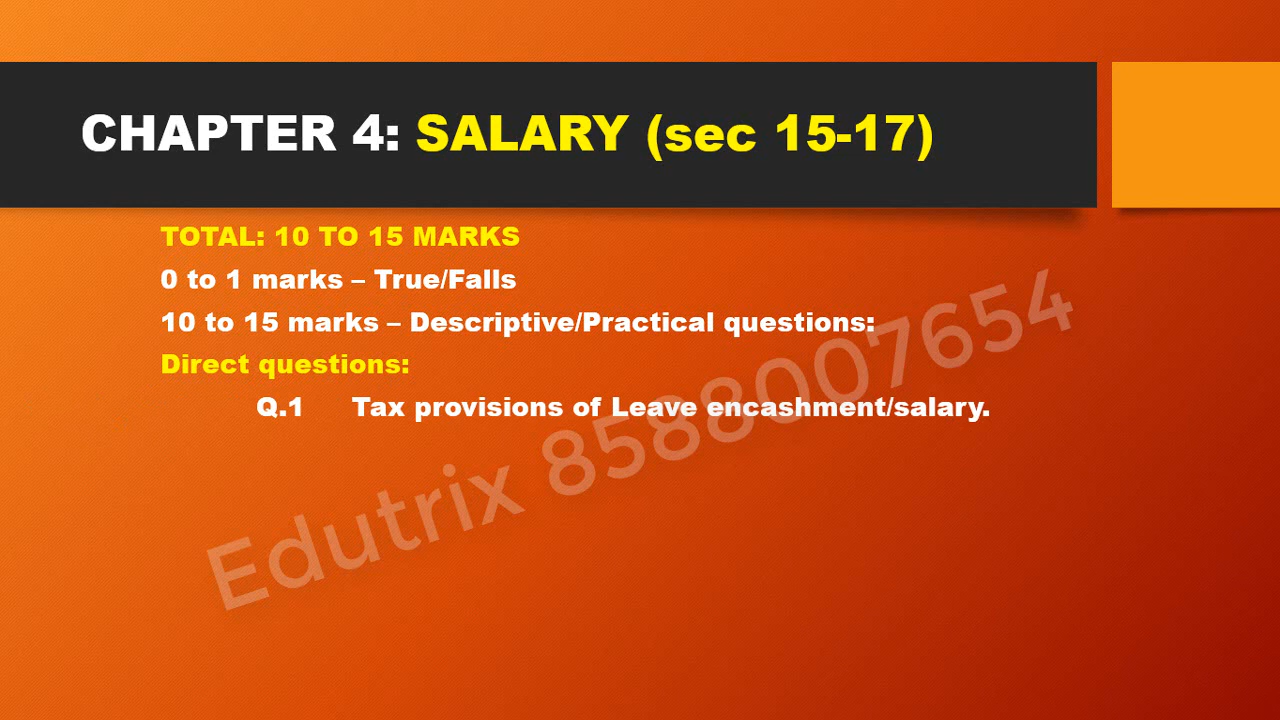 CHAPTER 4: SALARY (sec 15-17)
TOTAL: 10 TO 15 MARKS
0 to 1 marks – True/Falls
10 to 15 marks – Descriptive/Practical questions:
Direct questions:
Q.1 Tax provisions of Leave encashment/salary.
Edutrix 8588007654